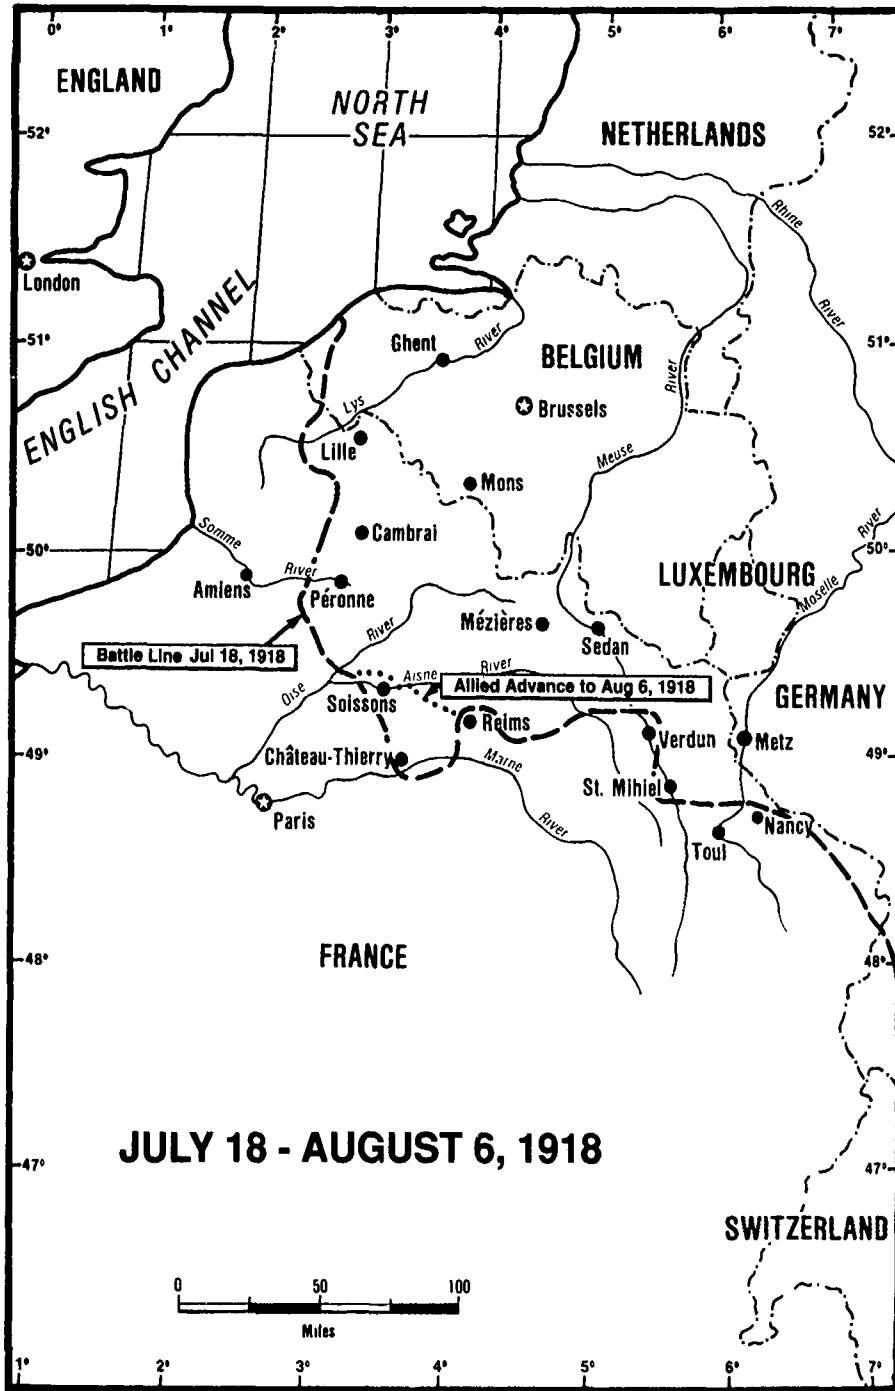 0° 1° 2° 3° 4° 5° 6° 7°
ENGLAND
NORTH
SEA
NETHERLANDS
52° 52°
Rhine
River
London
ENGLISH CHANNEL
51° 51°
Ghent
River
Lys
BELGIUM
River
Brussels
Lille
Meuse
Mons
Cambrai
River
Somme
50° 50°
River
Amiens
Péronne
LUXEMBOURG
Moselle
River
Mézières
Sedan
Battle Line Jul 18, 1918
Oise
Aisne
River
Soissons
Allied Advance to Aug 6, 1918
GERMANY
Reims
Verdun
Metz
49° 49°
Château-Thierry
Marne
St. Mihiel
Paris
River
Toul
Nancy
FRANCE
48° 48°
JULY 18 - AUGUST 6, 1918
47° 47°
SWITZERLAND
0 50 100
Miles
1° 2° 3° 4° 5° 6° 7°